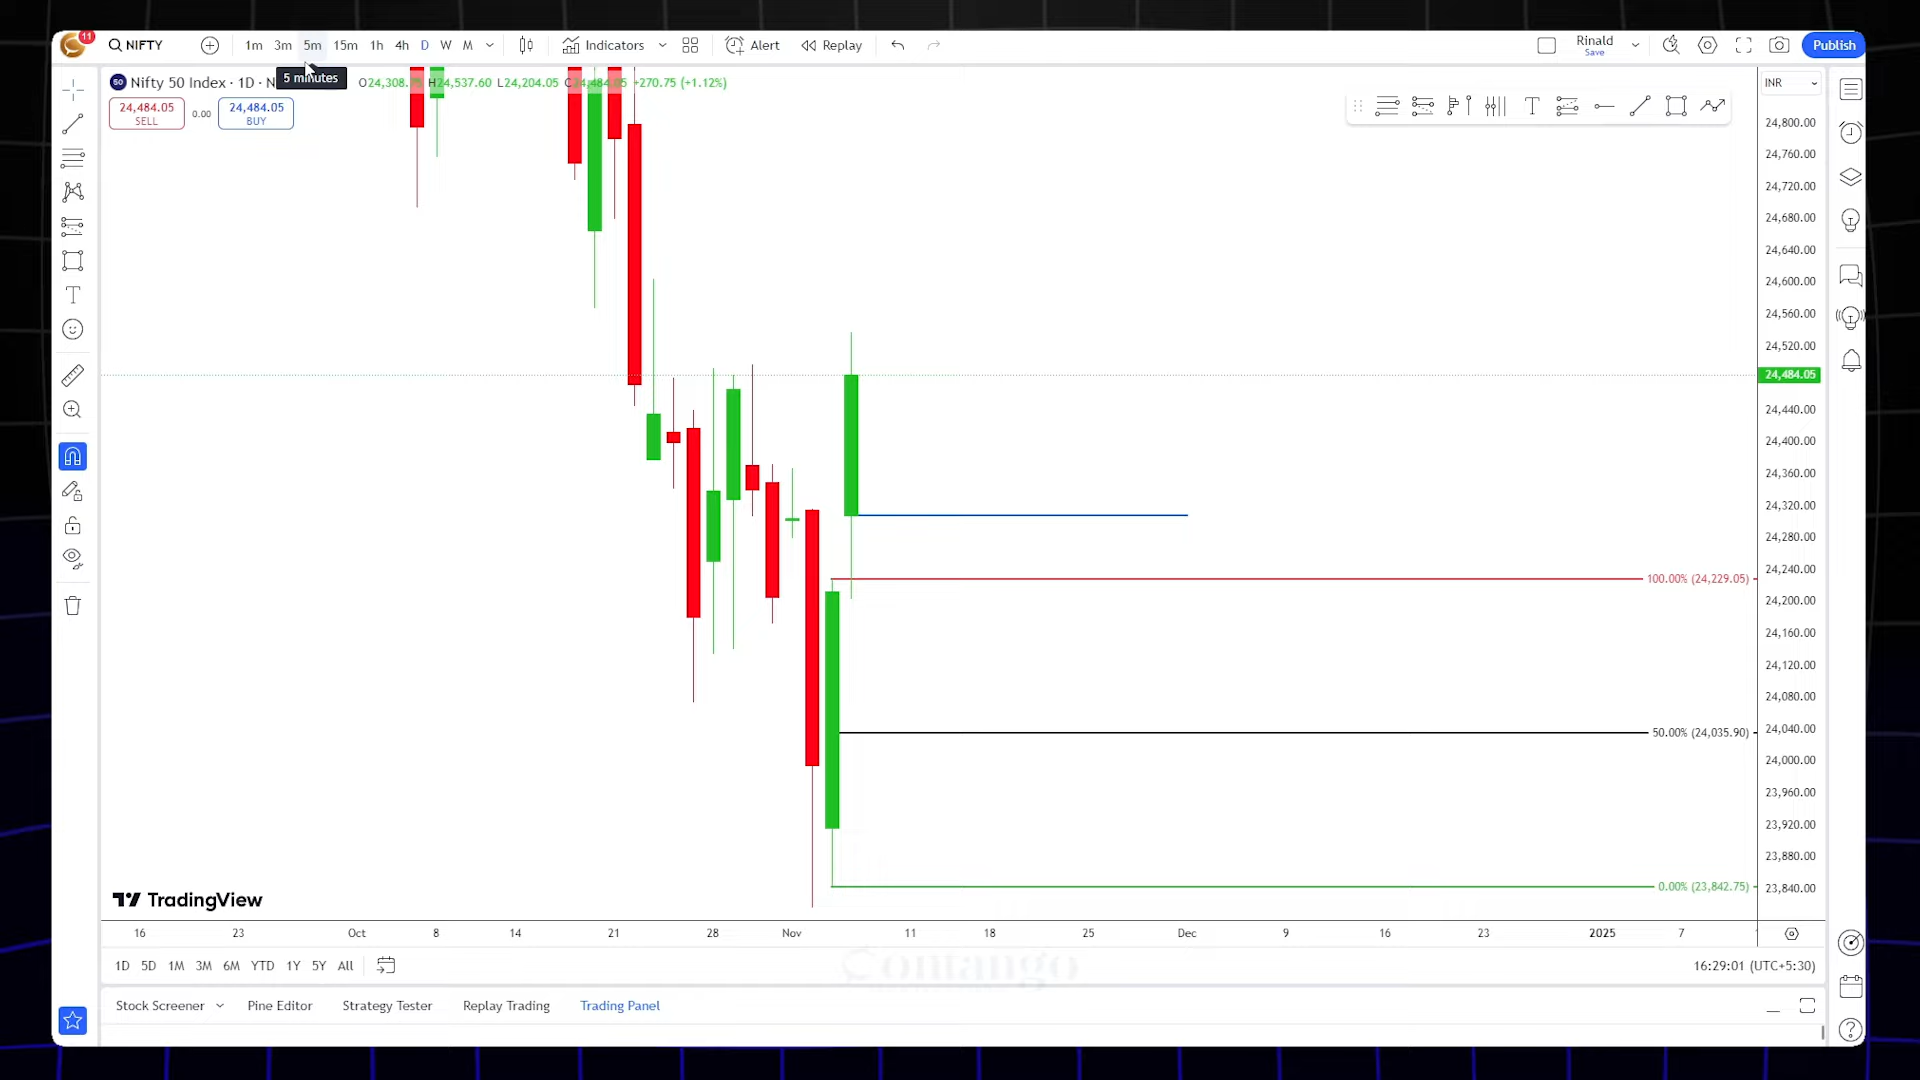 11
NIFTY
1m 3m 5m 15m 1h 4h D W M
Indicators
Alert
Replay
Rinald
Save
Publish
5 minutes
50 Nifty 50 Index · 1D · N
H24,537.60 L24,204.05 +270.75 (+1.12%)
INR
24,484.05
SELL
0.00
24,484.05
BUY
24,800.00
24,760.00
24,720.00
24,680.00
24,640.00
24,600.00
24,560.00
24,520.00
24,484.05
24,440.00
24,400.00
24,360.00
24,320.00
24,280.00
24,240.00
24,200.00
24,160.00
24,120.00
24,080.00
24,040.00
24,000.00
23,960.00
23,920.00
23,880.00
23,840.00
100.00% (24,229.05)
50.00% (24,035.90)
0.00% (23,842.75)
TradingView
16 23 Oct 8 14 21 28 Nov 11 18 25 Dec 9 16 23 2025 7
1D 5D 1M 3M 6M YTD 1Y 5Y All
Contango
16:29:01 (UTC+5:30)
Stock Screener
Pine Editor
Strategy Tester
Replay Trading
Trading Panel